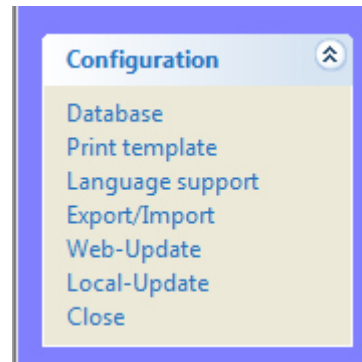 Configuration
Database
Print template
Language support
Export/Import
Web-Update
Local-Update
Close